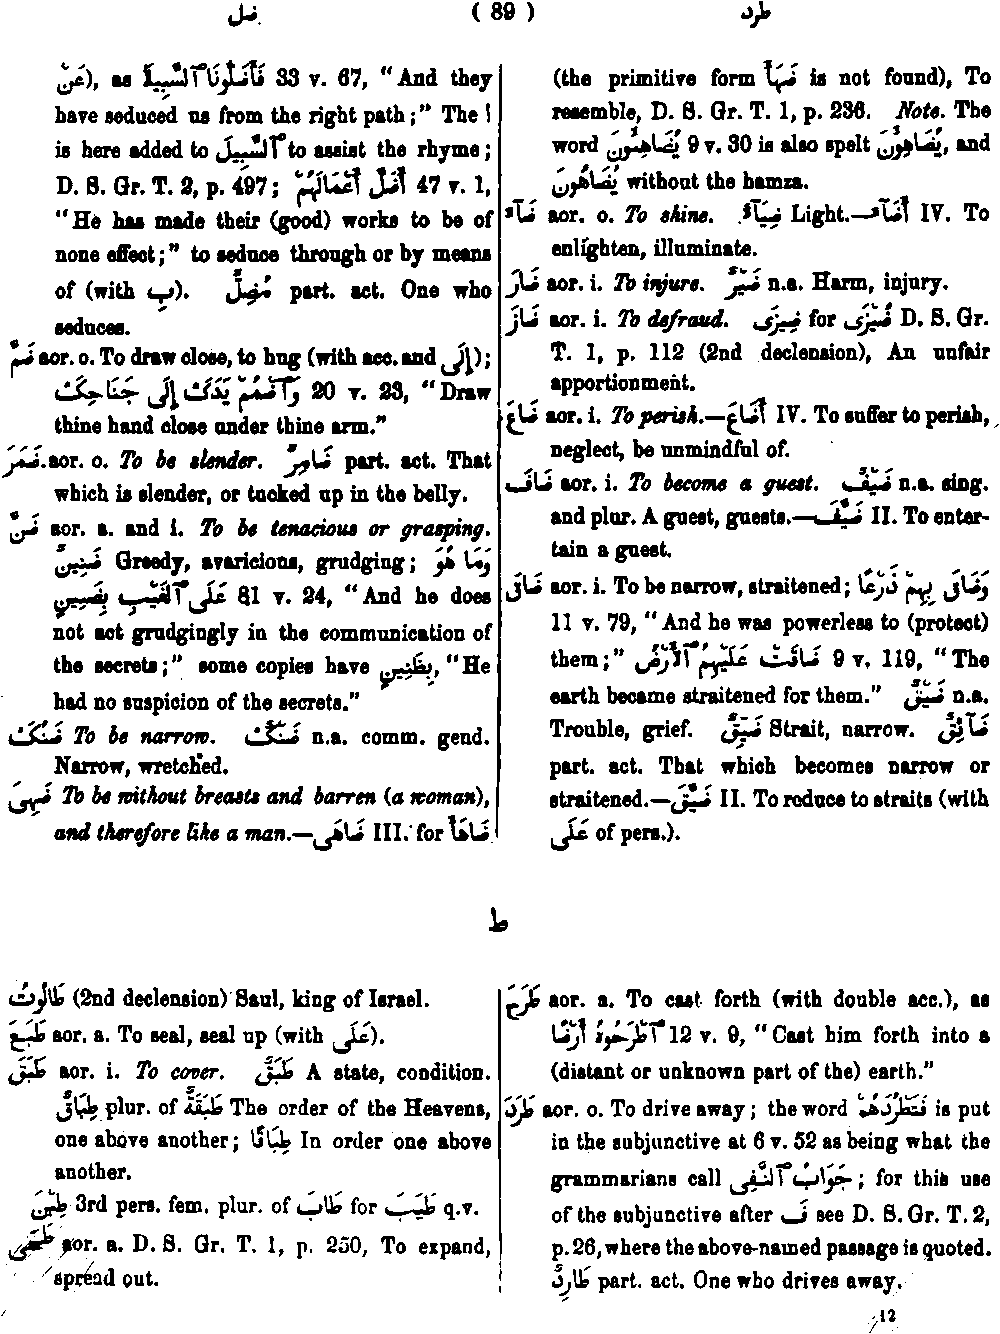 ضل ( 89 ) طرد
عَنْ), as فَأَضَلُّونَا ٱلسَّبِيلَا 33 v. 67, “And they
have seduced us from the right path;” The ا
is here added to ٱلسَّبِيلَ to assist the rhyme;
D. S. Gr. T. 2, p. 497; أَضَلَّ أَعْمَالَهُمْ 47 v. 1,
“He has made their (good) works to be of
none effect;” to seduce through or by means
of (with بِ). مُضِلٌّ part. act. One who
seduces.
ضَمَّ aor. o. To draw close, to hug (with acc. and إِلَى);
وَٱضْمُمْ يَدَكَ إِلَى جَنَاحِكَ 20 v. 23, “Draw
thine hand close under thine arm.”
ضَمَرَ aor. o. To be slender. ضَامِرٌ part. act. That
which is slender, or tucked up in the belly.
ضَنَّ aor. a. and i. To be tenacious or grasping.
ضَنِينٌ Greedy, avaricious, grudging; وَمَا هُوَ
عَلَى ٱلْغَيْبِ بِضَنِينٍ 81 v. 24, “And he does
not act grudgingly in the communication of
the secrets;” some copies have بِظَنِينٍ, “He
had no suspicion of the secrets.”
ضَنُكَ To be narrow. ضَنْكٌ n.a. comm. gend.
Narrow, wretched.
ضَهِىَ To be without breasts and barren (a woman),
and therefore like a man.—ضَاهَى III. for ضَاهَأَ
(the primitive form ضَهَأَ is not found), To
resemble, D. S. Gr. T. 1, p. 236. Note. The
word يُضَاهِئُونَ 9 v. 30 is also spelt يُضَاهِؤُنَ, and
يُضَاهُونَ without the hamza.
ضَآءَ aor. o. To shine. ضِيَآءٌ Light.—أَضَآءَ IV. To
enlighten, illuminate.
ضَارَ aor. i. To injure. ضَيْرٌ n.a. Harm, injury.
ضَازَ aor. i. To defraud. ضِيزَى for ضُيْزَى D. S. Gr.
T. 1, p. 112 (2nd declension), An unfair
apportionment.
ضَاعَ aor. i. To perish.—أَضَاعَ IV. To suffer to perish,
neglect, be unmindful of.
ضَافَ aor. i. To become a guest. ضَيْفٌ n.a. sing.
and plur. A guest, guests.—ضَيَّفَ II. To enter-
tain a guest.
ضَاقَ aor. i. To be narrow, straitened; وَضَاقَ بِهِمْ ذَرْعًا
11 v. 79, “And he was powerless to (protect)
them;” ضَاقَتْ عَلَيْهِمُ ٱلْأَرْضُ 9 v. 119, “The
earth became straitened for them.” ضَيْقٌ n.a.
Trouble, grief. ضَيِّقٌ Strait, narrow. ضَآئِقٌ
part. act. That which becomes narrow or
straitened.—ضَيَّقَ II. To reduce to straits (with
عَلَى of pers.).
ط
طَالُوتُ (2nd declension) Saul, king of Israel.
طَبَعَ aor. a. To seal, seal up (with عَلَى).
طَبَقَ aor. i. To cover. طَبَقٌ A state, condition.
طِبَاقٌ plur. of طَبَقَةٌ The order of the Heavens,
one above another; طِبَاقًا In order one above
another.
طِبْنَ 3rd pers. fem. plur. of طَابَ for طَيَبَ q.v.
طَحَى aor. a. D. S. Gr. T. 1, p. 250, To expand,
spread out.
طَرَحَ aor. a. To cast forth (with double acc.), as
ٱطْرَحُوهُ أَرْضًا 12 v. 9, “Cast him forth into a
(distant or unknown part of the) earth.”
طَرَدَ aor. o. To drive away; the word فَتَطْرُدَهُمْ is put
in the subjunctive at 6 v. 52 as being what the
grammarians call جَوَابُ ٱلنَّفْى; for this use
of the subjunctive after فَ see D. S. Gr. T. 2,
p. 26, where the above-named passage is quoted.
طَارِدٌ part. act. One who drives away.
12